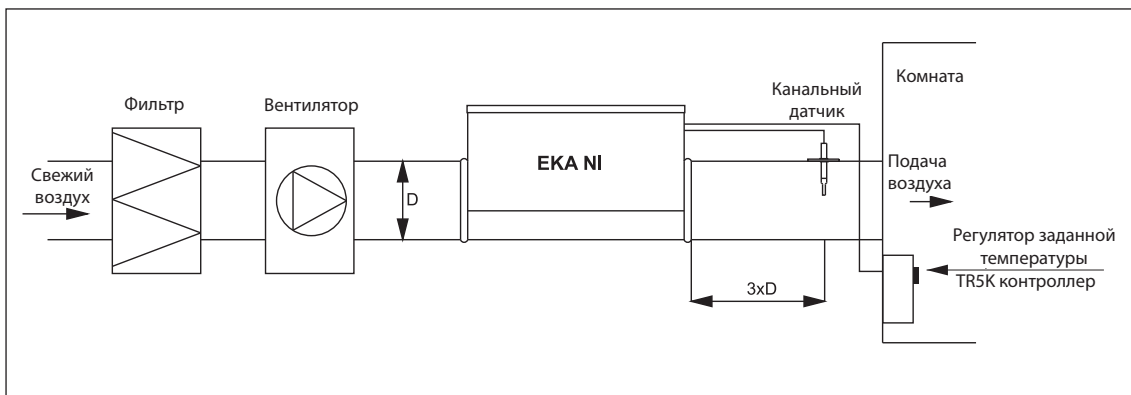 Фильтр
Вентилятор
Канальный
датчик
Комната
Свежий
воздух
D
EKA NI
Подача
воздуха
Регулятор заданной
температуры
TR5K контроллер
3xD